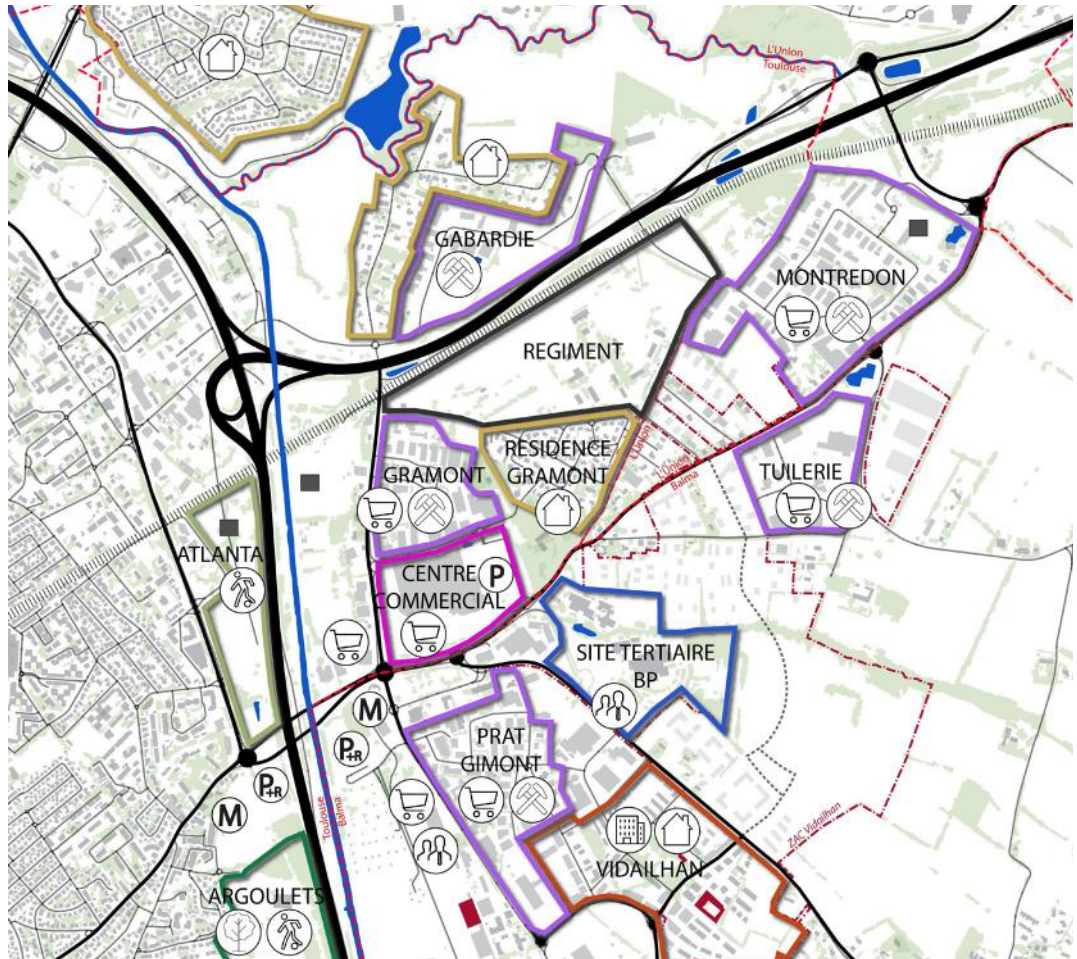 L'Union
Toulouse
GABARDIE
MONTREDON
REGIMENT
RESIDENCE
GRAMONT
L'Union
L'Union
Balma
GRAMONT
TUILERIE
ATLANTA
CENTRE
COMMERCIAL
P
SITE TERTIAIRE
BP
M
P+R
PRAT
GIMONT
P+R
M
Toulouse
Balma
ZAC Vidailhan
VIDAILHAN
ARGOULETS